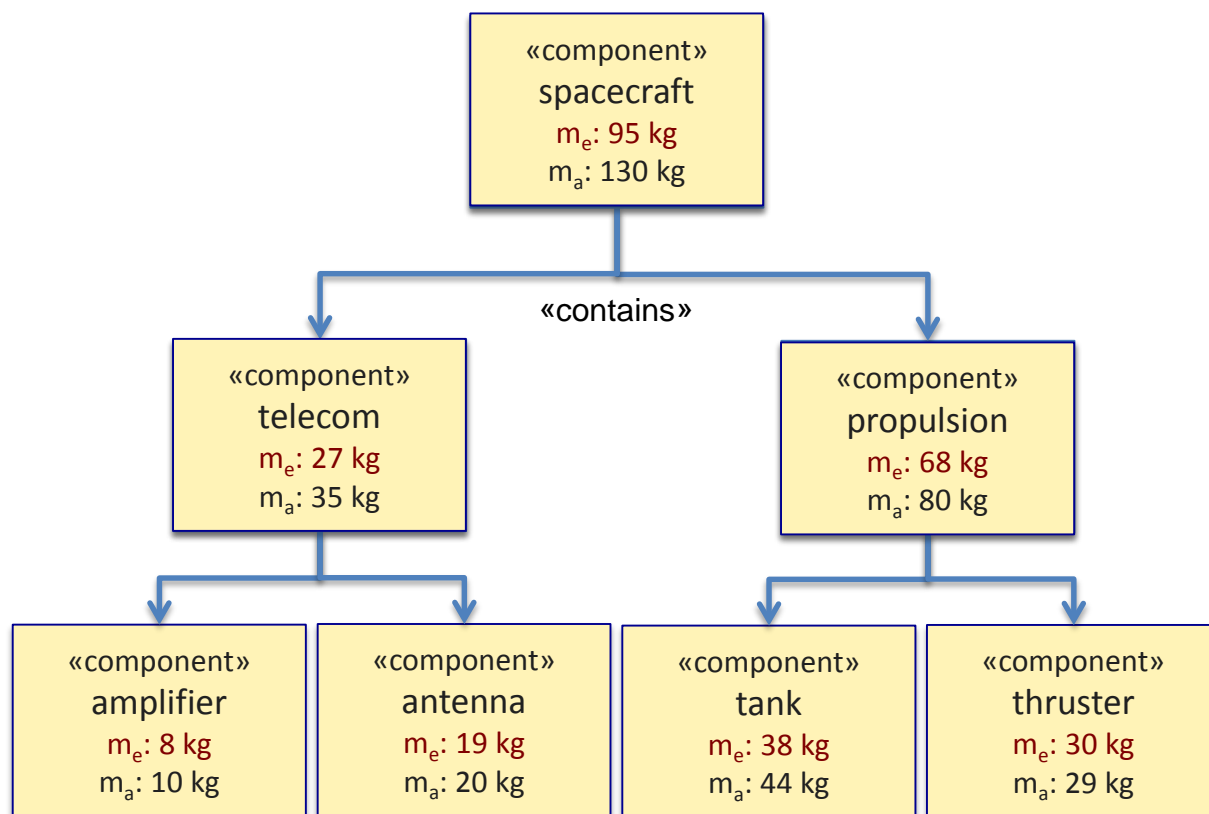 «component»
spacecraft
mₑ: 95 kg
mₐ: 130 kg
«contains»
«component»
telecom
mₑ: 27 kg
mₐ: 35 kg
«component»
propulsion
mₑ: 68 kg
mₐ: 80 kg
«component»
amplifier
mₑ: 8 kg
mₐ: 10 kg
«component»
antenna
mₑ: 19 kg
mₐ: 20 kg
«component»
tank
mₑ: 38 kg
mₐ: 44 kg
«component»
thruster
mₑ: 30 kg
mₐ: 29 kg